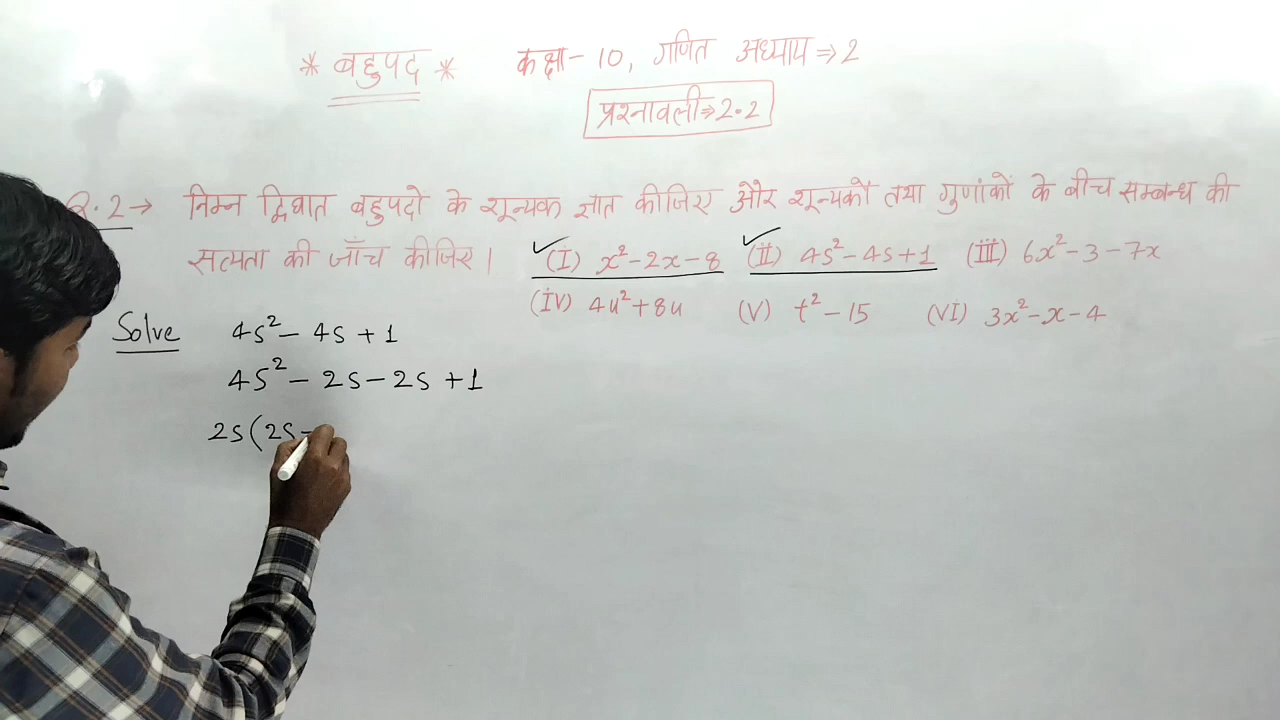 * बहुपद * कक्षा-10, गणित अध्याय⇒2
प्रश्नावली⇒2.2
Q.2→ निम्न द्विघात बहुपदों के शून्यक ज्ञात कीजिए और शून्यकों तथा गुणांकों के बीच सम्बन्ध की
सत्यता की जाँच कीजिए। (I) x²-2x-8 (II) 4s²-4s+1 (III) 6x²-3-7x
(IV) 4u²+8u (V) t²-15 (VI) 3x²-x-4
Solve 4s²-4s+1
4s²-2s-2s+1
2s(2s-